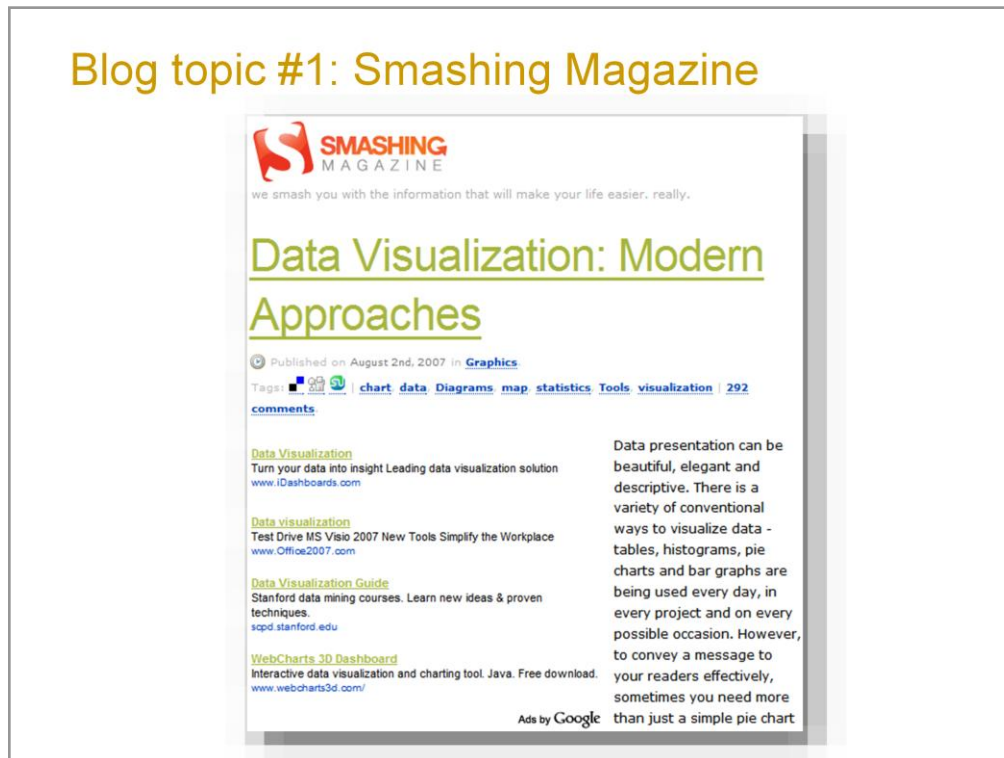 Blog topic #1: Smashing Magazine
SMASHING
MAGAZINE
we smash you with the information that will make your life easier. really.
Data Visualization: Modern
Approaches
Published on August 2nd, 2007 in Graphics.
Tags: | chart, data, Diagrams, map, statistics, Tools, visualization | 292
comments.
Data Visualization
Turn your data into insight Leading data visualization solution
www.iDashboards.com
Data visualization
Test Drive MS Visio 2007 New Tools Simplify the Workplace
www.Office2007.com
Data Visualization Guide
Stanford data mining courses. Learn new ideas & proven
techniques.
scpd.stanford.edu
WebCharts 3D Dashboard
Interactive data visualization and charting tool. Java. Free download.
www.webcharts3d.com/
Ads by Google
Data presentation can be
beautiful, elegant and
descriptive. There is a
variety of conventional
ways to visualize data -
tables, histograms, pie
charts and bar graphs are
being used every day, in
every project and on every
possible occasion. However,
to convey a message to
your readers effectively,
sometimes you need more
than just a simple pie chart